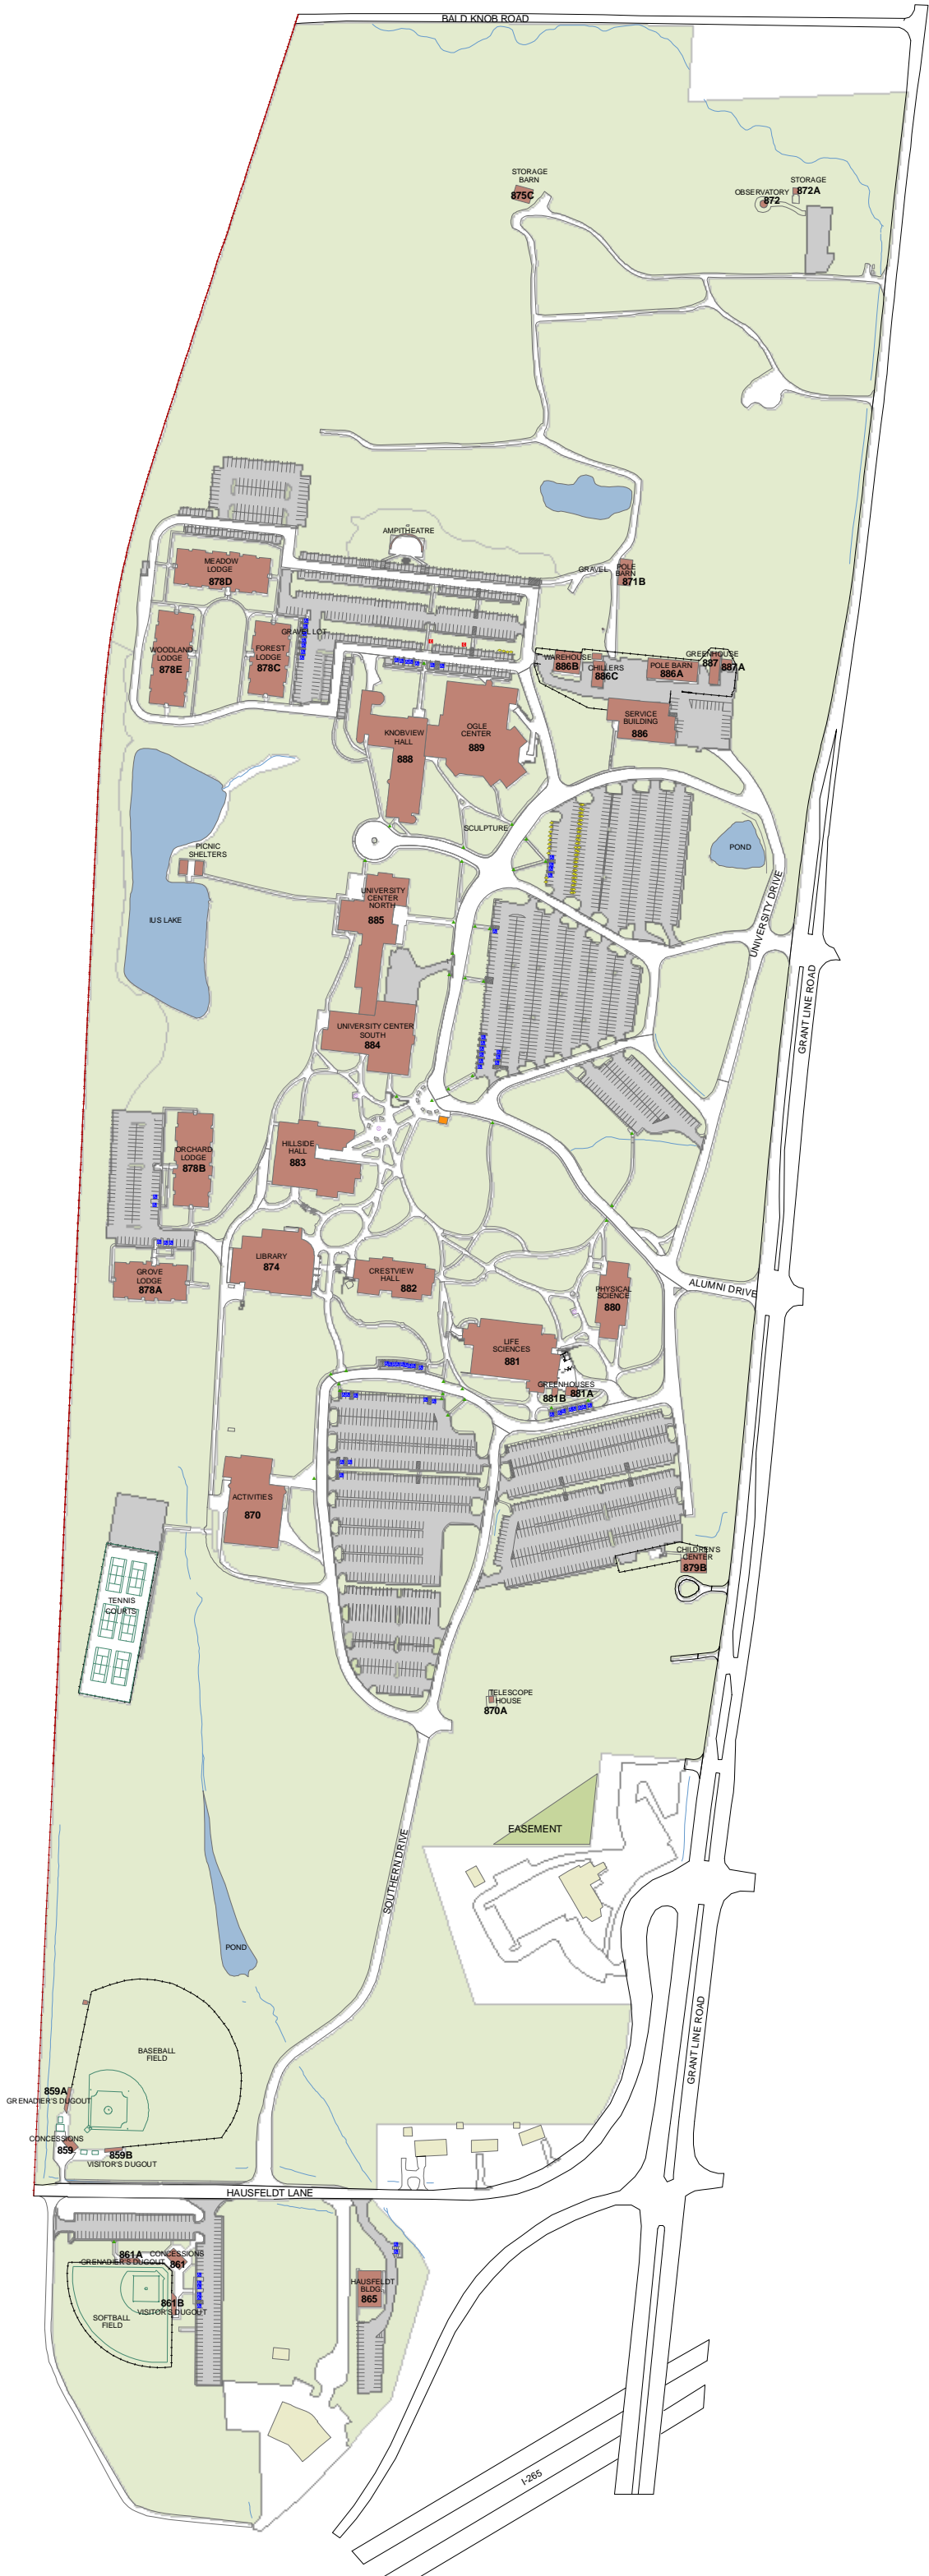 BALD KNOB ROAD
STORAGE
BARN
875C
STORAGE
872A
OBSERVATORY
872
AMPITHEATRE
MEADOW
LODGE
878D
GRAVEL
POLE
BARN
871B
WOODLAND
LODGE
878E
FOREST
LODGE
878C
GRAVEL LOT
WAREHOUSE
886B
CHILLERS
886C
POLE BARN
886A
GREENHOUSE
887
887A
SERVICE
BUILDING
886
KNOBVIEW
HALL
888
OGLE
CENTER
889
SCULPTURE
PICNIC
SHELTERS
POND
IUS LAKE
UNIVERSITY
CENTER
NORTH
885
UNIVERSITY DRIVE
GRANT LINE ROAD
UNIVERSITY CENTER
SOUTH
884
ORCHARD
LODGE
878B
HILLSIDE
HALL
883
GROVE
LODGE
878A
LIBRARY
874
CRESTVIEW
HALL
882
PHYSICAL
SCIENCE
880
ALUMNI DRIVE
LIFE
SCIENCES
881
GREENHOUSES
881B
881A
ACTIVITIES
870
CHILDREN'S
CENTER
879B
TENNIS
COURTS
TELESCOPE
HOUSE
870A
EASEMENT
SOUTHERN DRIVE
POND
GRANT LINE ROAD
BASEBALL
FIELD
859A
GRENADIER'S DUGOUT
CONCESSIONS
859
859B
VISITOR'S DUGOUT
HAUSFELDT LANE
861A
GRENADIER'S DUGOUT
CONCESSIONS
861
861B
VISITOR'S DUGOUT
SOFTBALL
FIELD
HAUSFELDT
BLDG.
865
I-265